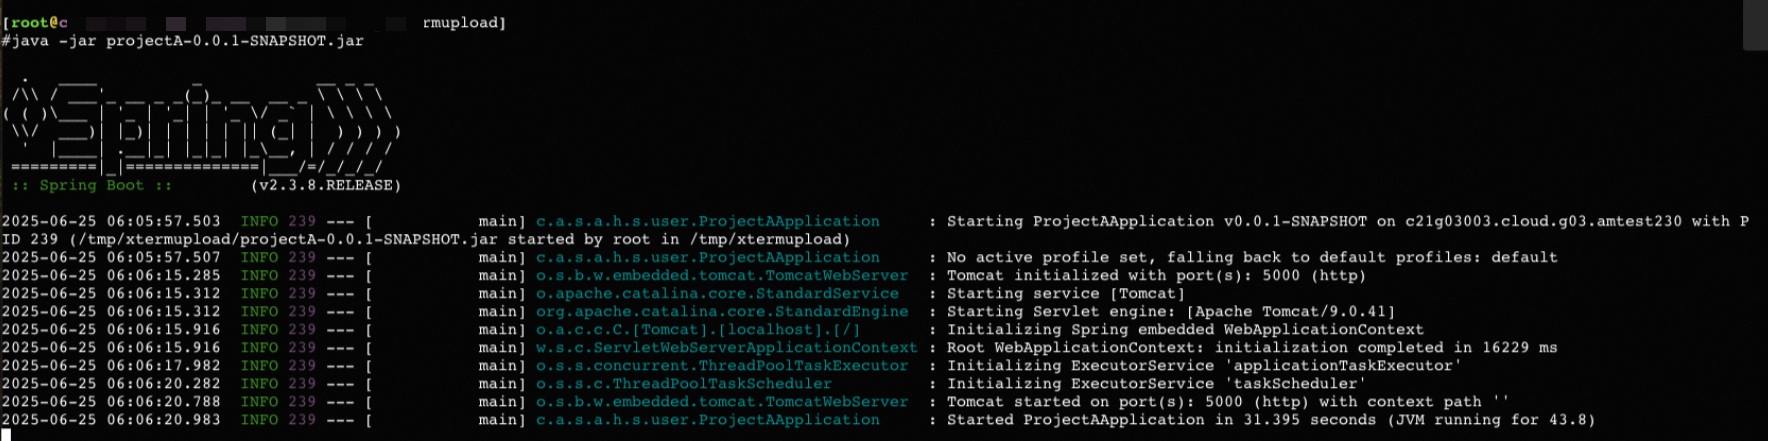 [root@c rmupload]
#java -jar projectA-0.0.1-SNAPSHOT.jar
Spring
:: Spring Boot :: (v2.3.8.RELEASE)
2025-06-25 06:05:57.503 INFO 239 --- [ main] c.a.s.a.h.s.user.ProjectAApplication : Starting ProjectAApplication v0.0.1-SNAPSHOT on c21g03003.cloud.g03.amtest230 with P
ID 239 (/tmp/xtermupload/projectA-0.0.1-SNAPSHOT.jar started by root in /tmp/xtermupload)
2025-06-25 06:05:57.507 INFO 239 --- [ main] c.a.s.a.h.s.user.ProjectAApplication : No active profile set, falling back to default profiles: default
2025-06-25 06:06:15.285 INFO 239 --- [ main] o.s.b.w.embedded.tomcat.TomcatWebServer : Tomcat initialized with port(s): 5000 (http)
2025-06-25 06:06:15.312 INFO 239 --- [ main] o.apache.catalina.core.StandardService : Starting service [Tomcat]
2025-06-25 06:06:15.312 INFO 239 --- [ main] org.apache.catalina.core.StandardEngine : Starting Servlet engine: [Apache Tomcat/9.0.41]
2025-06-25 06:06:15.916 INFO 239 --- [ main] o.a.c.c.C.[Tomcat].[localhost].[/] : Initializing Spring embedded WebApplicationContext
2025-06-25 06:06:15.916 INFO 239 --- [ main] w.s.c.ServletWebServerApplicationContext : Root WebApplicationContext: initialization completed in 16229 ms
2025-06-25 06:06:17.982 INFO 239 --- [ main] o.s.s.concurrent.ThreadPoolTaskExecutor : Initializing ExecutorService 'applicationTaskExecutor'
2025-06-25 06:06:20.282 INFO 239 --- [ main] o.s.s.c.ThreadPoolTaskScheduler : Initializing ExecutorService 'taskScheduler'
2025-06-25 06:06:20.788 INFO 239 --- [ main] o.s.b.w.embedded.tomcat.TomcatWebServer : Tomcat started on port(s): 5000 (http) with context path ''
2025-06-25 06:06:20.983 INFO 239 --- [ main] c.a.s.a.h.s.user.ProjectAApplication : Started ProjectAApplication in 31.395 seconds (JVM running for 43.8)